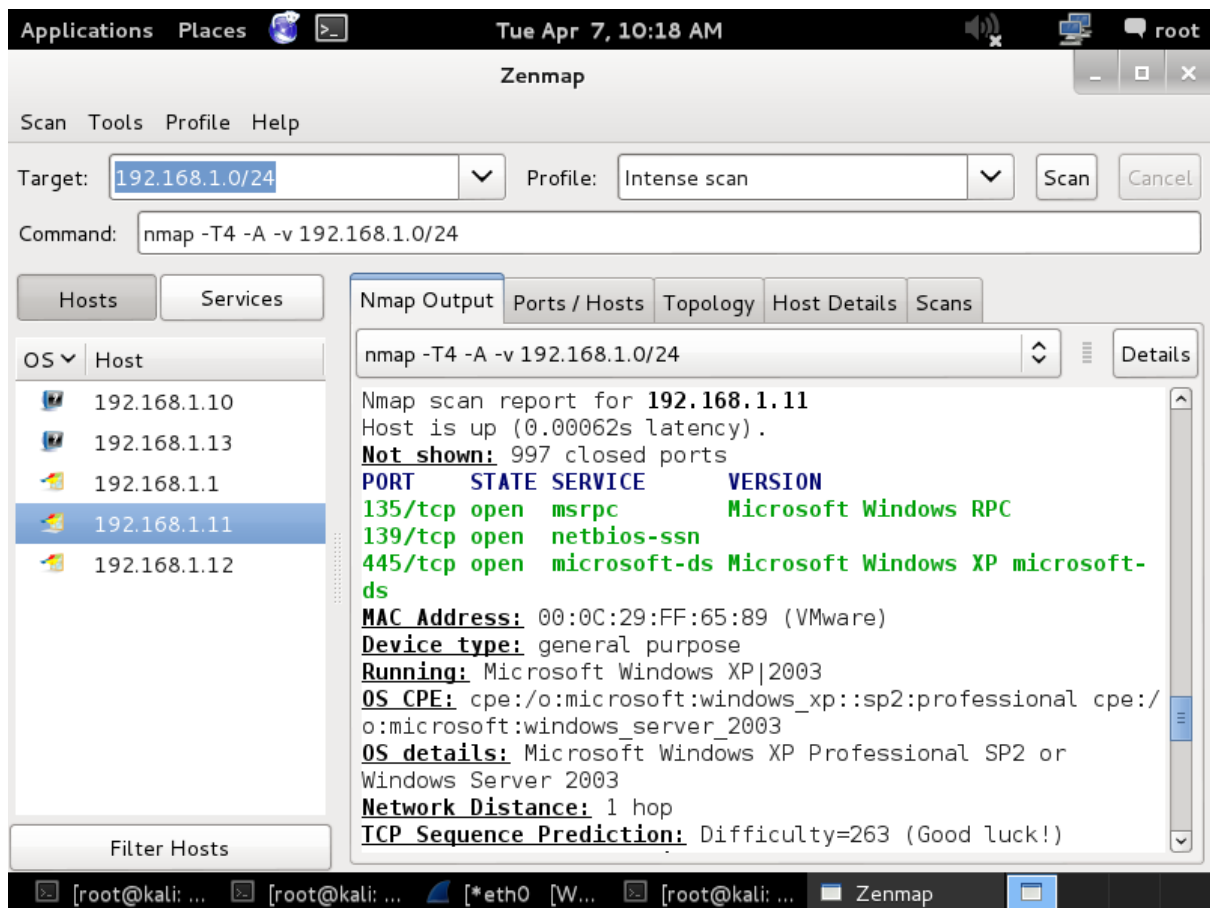 Applications Places Tue Apr 7, 10:18 AM root
Zenmap
Scan Tools Profile Help
Target: 192.168.1.0/24 Profile: Intense scan Scan Cancel
Command: nmap -T4 -A -v 192.168.1.0/24
Hosts Services
OS Host
192.168.1.10
192.168.1.13
192.168.1.1
192.168.1.11
192.168.1.12
Filter Hosts
Nmap Output Ports / Hosts Topology Host Details Scans
nmap -T4 -A -v 192.168.1.0/24 Details
Nmap scan report for 192.168.1.11
Host is up (0.00062s latency).
Not shown: 997 closed ports
PORT STATE SERVICE VERSION
135/tcp open msrpc Microsoft Windows RPC
139/tcp open netbios-ssn
445/tcp open microsoft-ds Microsoft Windows XP microsoft-
ds
MAC Address: 00:0C:29:FF:65:89 (VMware)
Device type: general purpose
Running: Microsoft Windows XP|2003
OS CPE: cpe:/o:microsoft:windows_xp::sp2:professional cpe:/
o:microsoft:windows_server_2003
OS details: Microsoft Windows XP Professional SP2 or
Windows Server 2003
Network Distance: 1 hop
TCP Sequence Prediction: Difficulty=263 (Good luck!)
[root@kali: ... [root@kali: ... [*eth0 [W... [root@kali: ... Zenmap